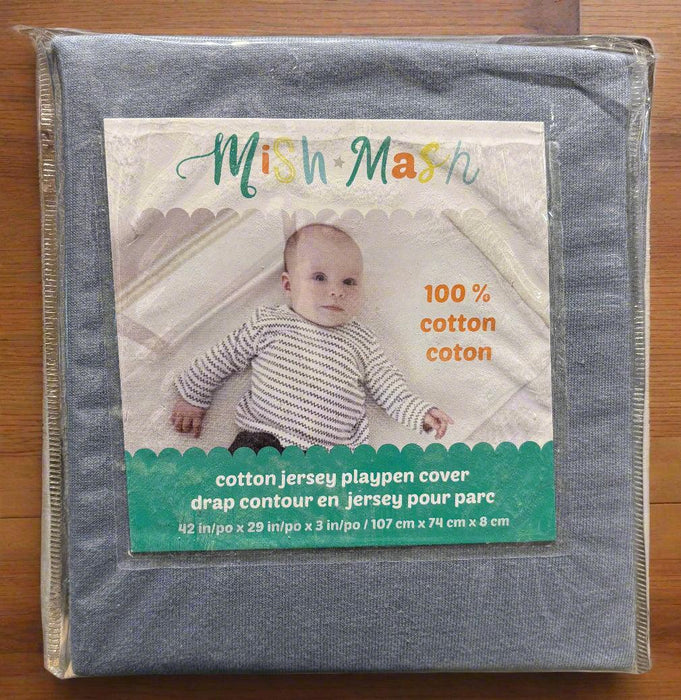 Mish Mash
100 %
cotton
coton
cotton jersey playpen cover
drap contour en jersey pour parc
42 in/po x 29 in/po x 3 in/po / 107 cm x 74 cm x 8 cm